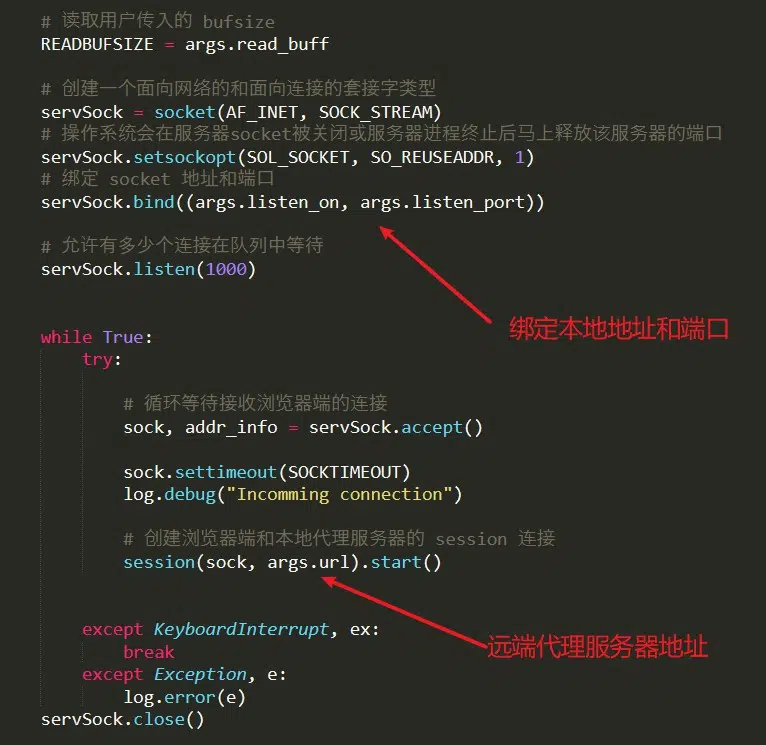 # 读取用户传入的 bufsize
READBUFSIZE = args.read_buff
# 创建一个面向网络的和面向连接的套接字类型
servSock = socket(AF_INET, SOCK_STREAM)
# 操作系统会在服务器socket被关闭或服务器进程终止后马上释放该服务器的端口
servSock.setsockopt(SOL_SOCKET, SO_REUSEADDR, 1)
# 绑定 socket 地址和端口
servSock.bind((args.listen_on, args.listen_port))
# 允许有多少个连接在队列中等待
servSock.listen(1000)
绑定本地地址和端口
while True:
try:
# 循环等待接收浏览器端的连接
sock, addr_info = servSock.accept()
sock.settimeout(SOCKTIMEOUT)
log.debug("Incomming connection")
# 创建浏览器端和本地代理服务器的 session 连接
session(sock, args.url).start()
except KeyboardInterrupt, ex:
远端代理服务器地址
break
except Exception, e:
log.error(e)
servSock.close()